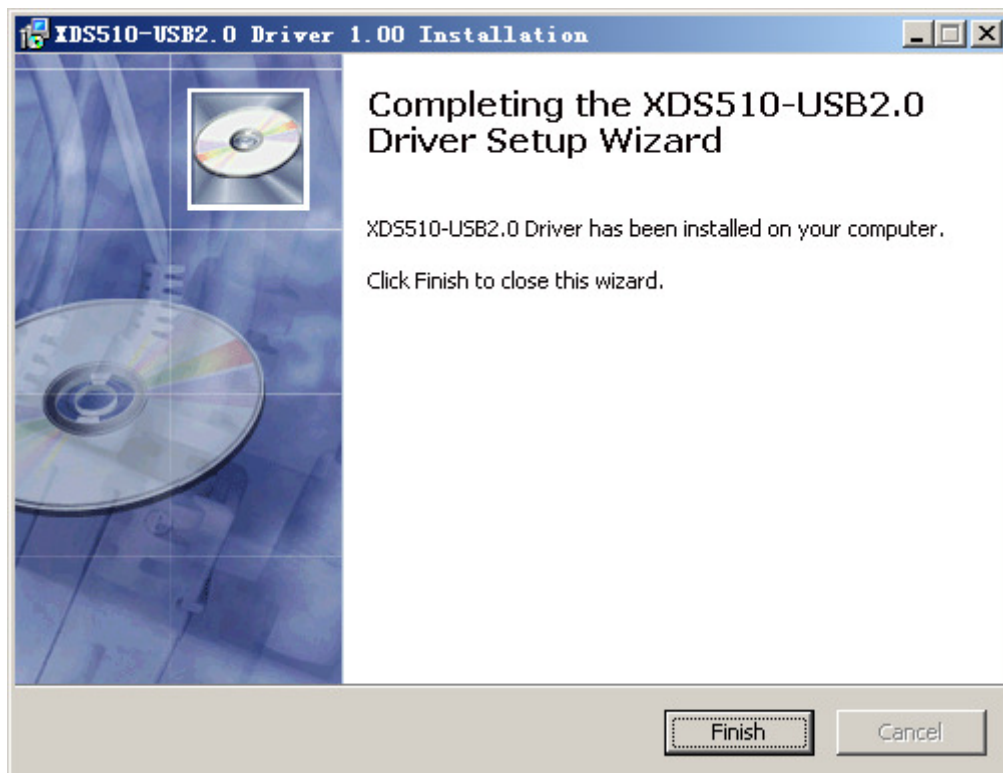 XDS510-USB2.0 Driver 1.00 Installation
Completing the XDS510-USB2.0
Driver Setup Wizard
XDS510-USB2.0 Driver has been installed on your computer.
Click Finish to close this wizard.
Finish
Cancel